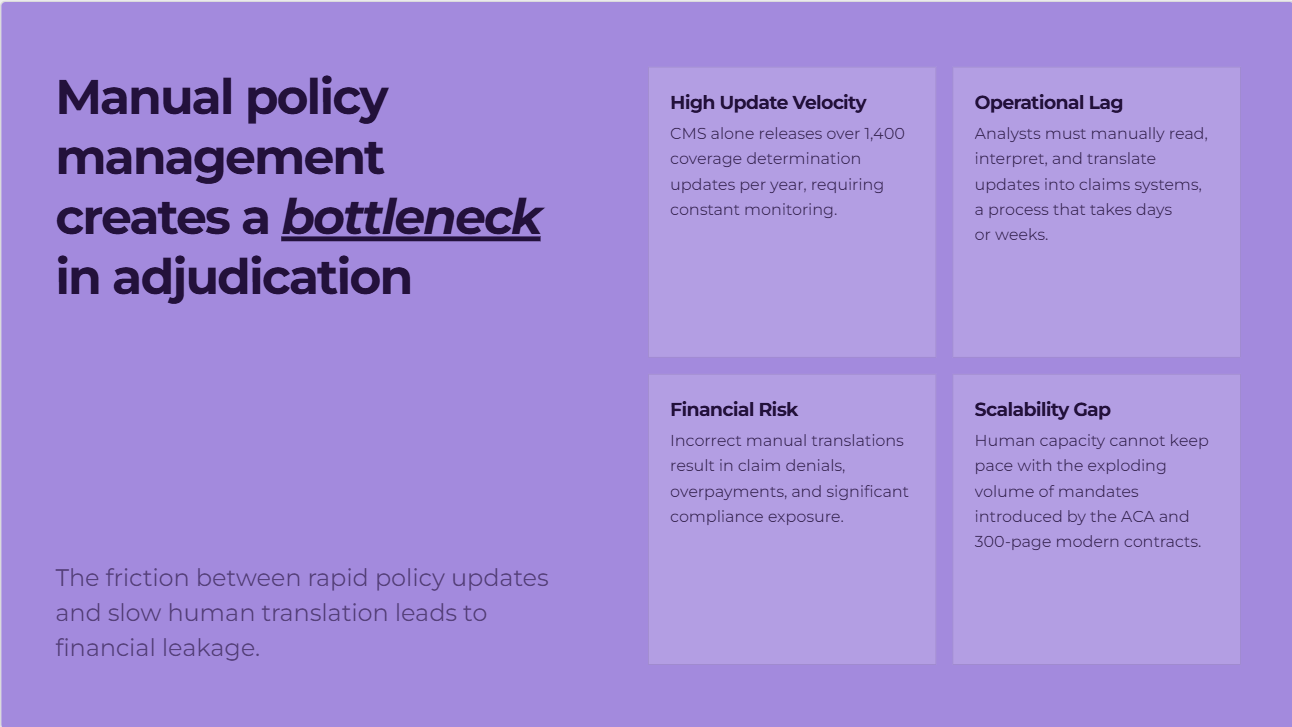 Manual policy
management
creates a bottleneck
in adjudication
The friction between rapid policy updates
and slow human translation leads to
financial leakage.
High Update Velocity
CMS alone releases over 1,400
coverage determination
updates per year, requiring
constant monitoring.
Operational Lag
Analysts must manually read,
interpret, and translate
updates into claims systems,
a process that takes days
or weeks.
Financial Risk
Incorrect manual translations
result in claim denials,
overpayments, and significant
compliance exposure.
Scalability Gap
Human capacity cannot keep
pace with the exploding
volume of mandates
introduced by the ACA and
300-page modern contracts.